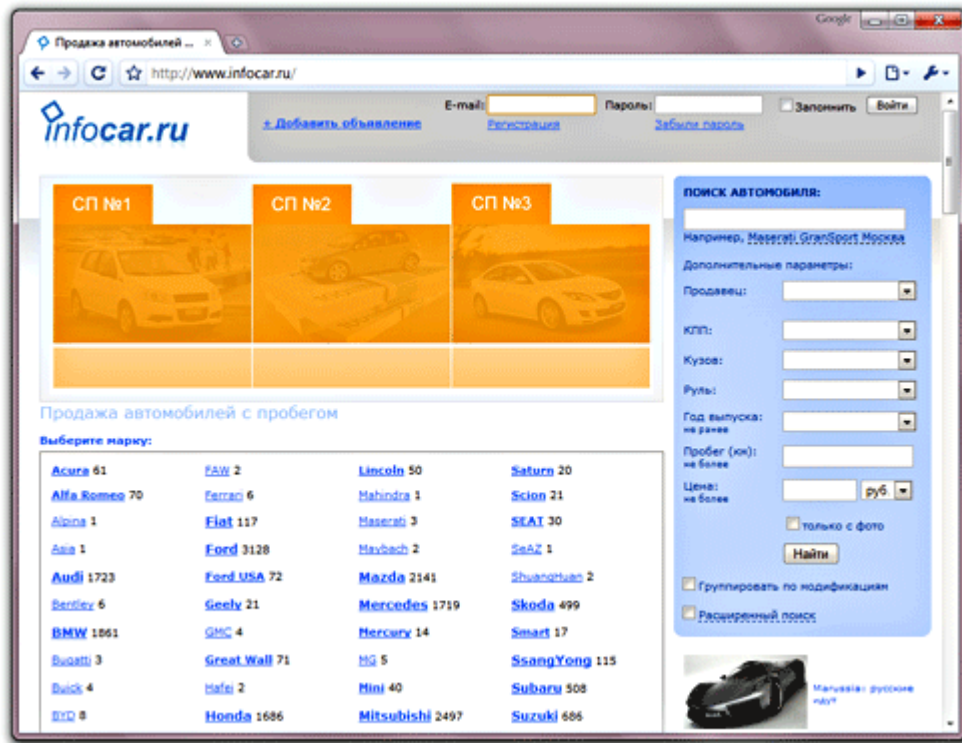 Google
Продажа автомобилей ...
http://www.infocar.ru/
infocar.ru
+ Добавить объявление
E-mail:
Регистрация
Пароль:
Забыли пароль
Запомнить
Войти
СП №1
СП №2
СП №3
Продажа автомобилей с пробегом
Выберите марку:
Acura 61
FAW 2
Lincoln 50
Saturn 20
Alfa Romeo 70
Ferrari 6
Mahindra 1
Scion 21
Alpina 1
Fiat 117
Maserati 3
SEAT 30
Asia 1
Ford 3128
Maybach 2
SeAZ 1
Audi 1723
Ford USA 72
Mazda 2141
ShuangHuan 2
Bentley 6
Geely 21
Mercedes 1719
Skoda 499
BMW 1861
GMC 4
Mercury 14
Smart 17
Bugatti 3
Great Wall 71
MG 5
SsangYong 115
Buick 4
Hafei 2
Mini 40
Subaru 508
BYD 8
Honda 1686
Mitsubishi 2497
Suzuki 686
ПОИСК АВТОМОБИЛЯ:
Например, Maserati GranSport Москва
Дополнительные параметры:
Продавец:
КПП:
Кузов:
Руль:
Год выпуска:
не ранее
Пробег (км):
не более
Цена:
не более
руб.
только с фото
Найти
Группировать по модификациям
Расширенный поиск
Marussia: русские
идут